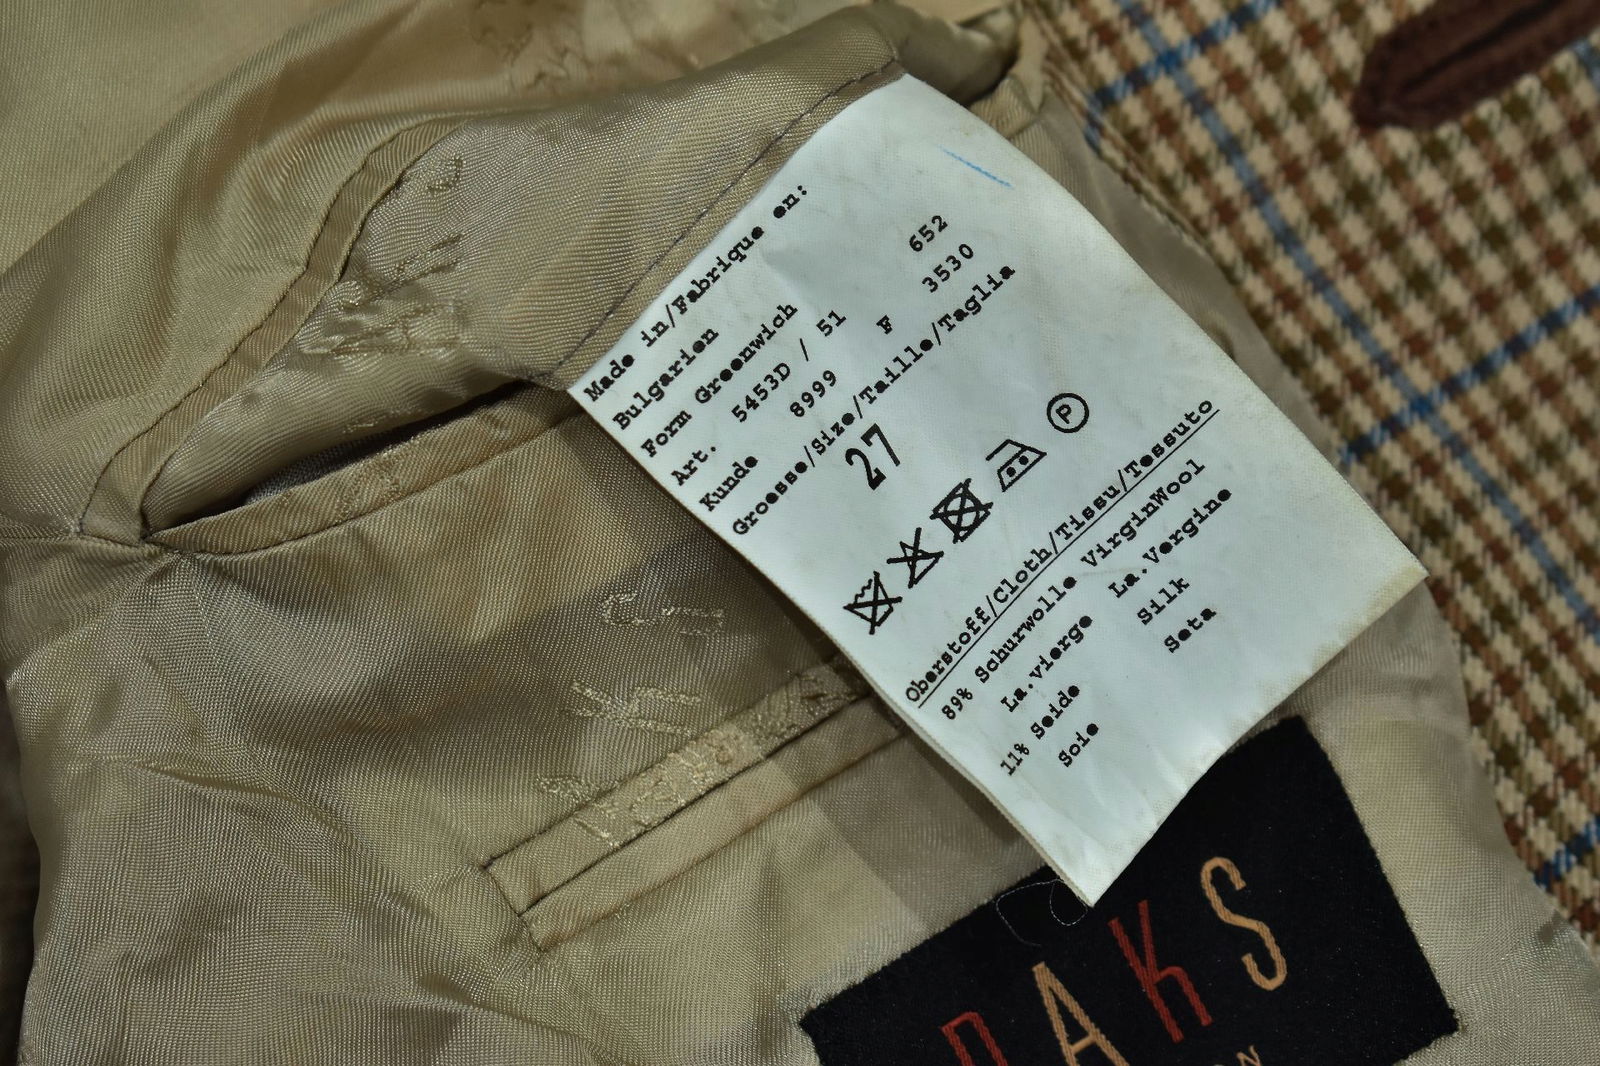 Made in/Fabrique en:
Bulgarien
Form Greenwich 652
Art. 5453D / 51 F 3530
Kunde 8999
Groesse/Size/Taille/Taglia
27
P
Oberstoff/Cloth/Tissu/Tessuto
89% Schurwolle VirginWool
La.vierge La.Vergine
11% Seide Silk
Soie Seta
DAKS